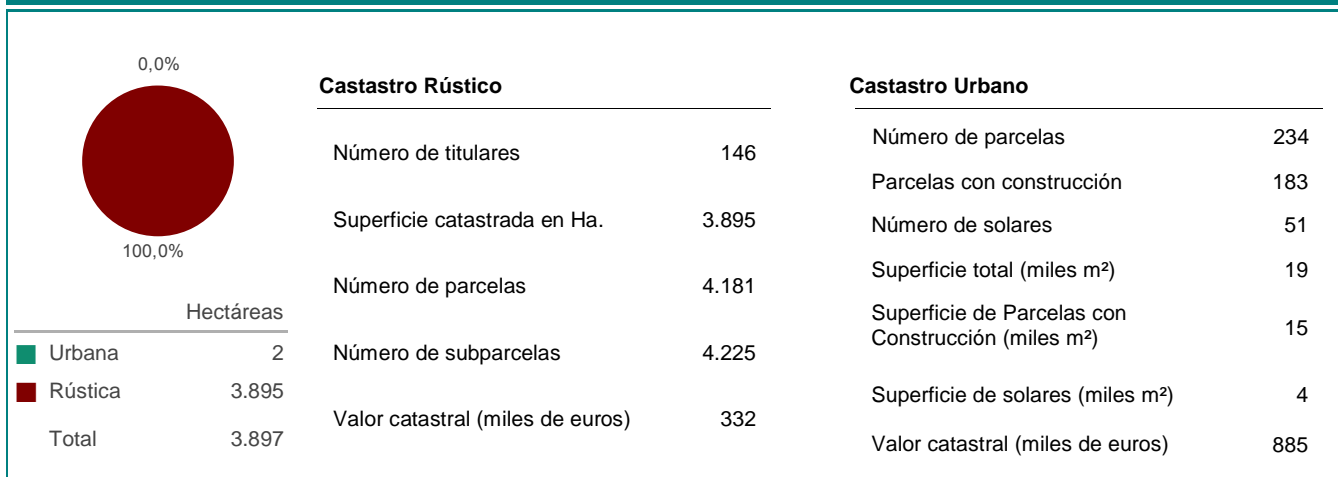 0,0%
100,0%
Hectáreas
Urbana 2
Rústica 3.895
Total 3.897
Castastro Rústico
Número de titulares 146
Superficie catastrada en Ha. 3.895
Número de parcelas 4.181
Número de subparcelas 4.225
Valor catastral (miles de euros) 332
Castastro Urbano
Número de parcelas 234
Parcelas con construcción 183
Número de solares 51
Superficie total (miles m²) 19
Superficie de Parcelas con
Construcción (miles m²) 15
Superficie de solares (miles m²) 4
Valor catastral (miles de euros) 885